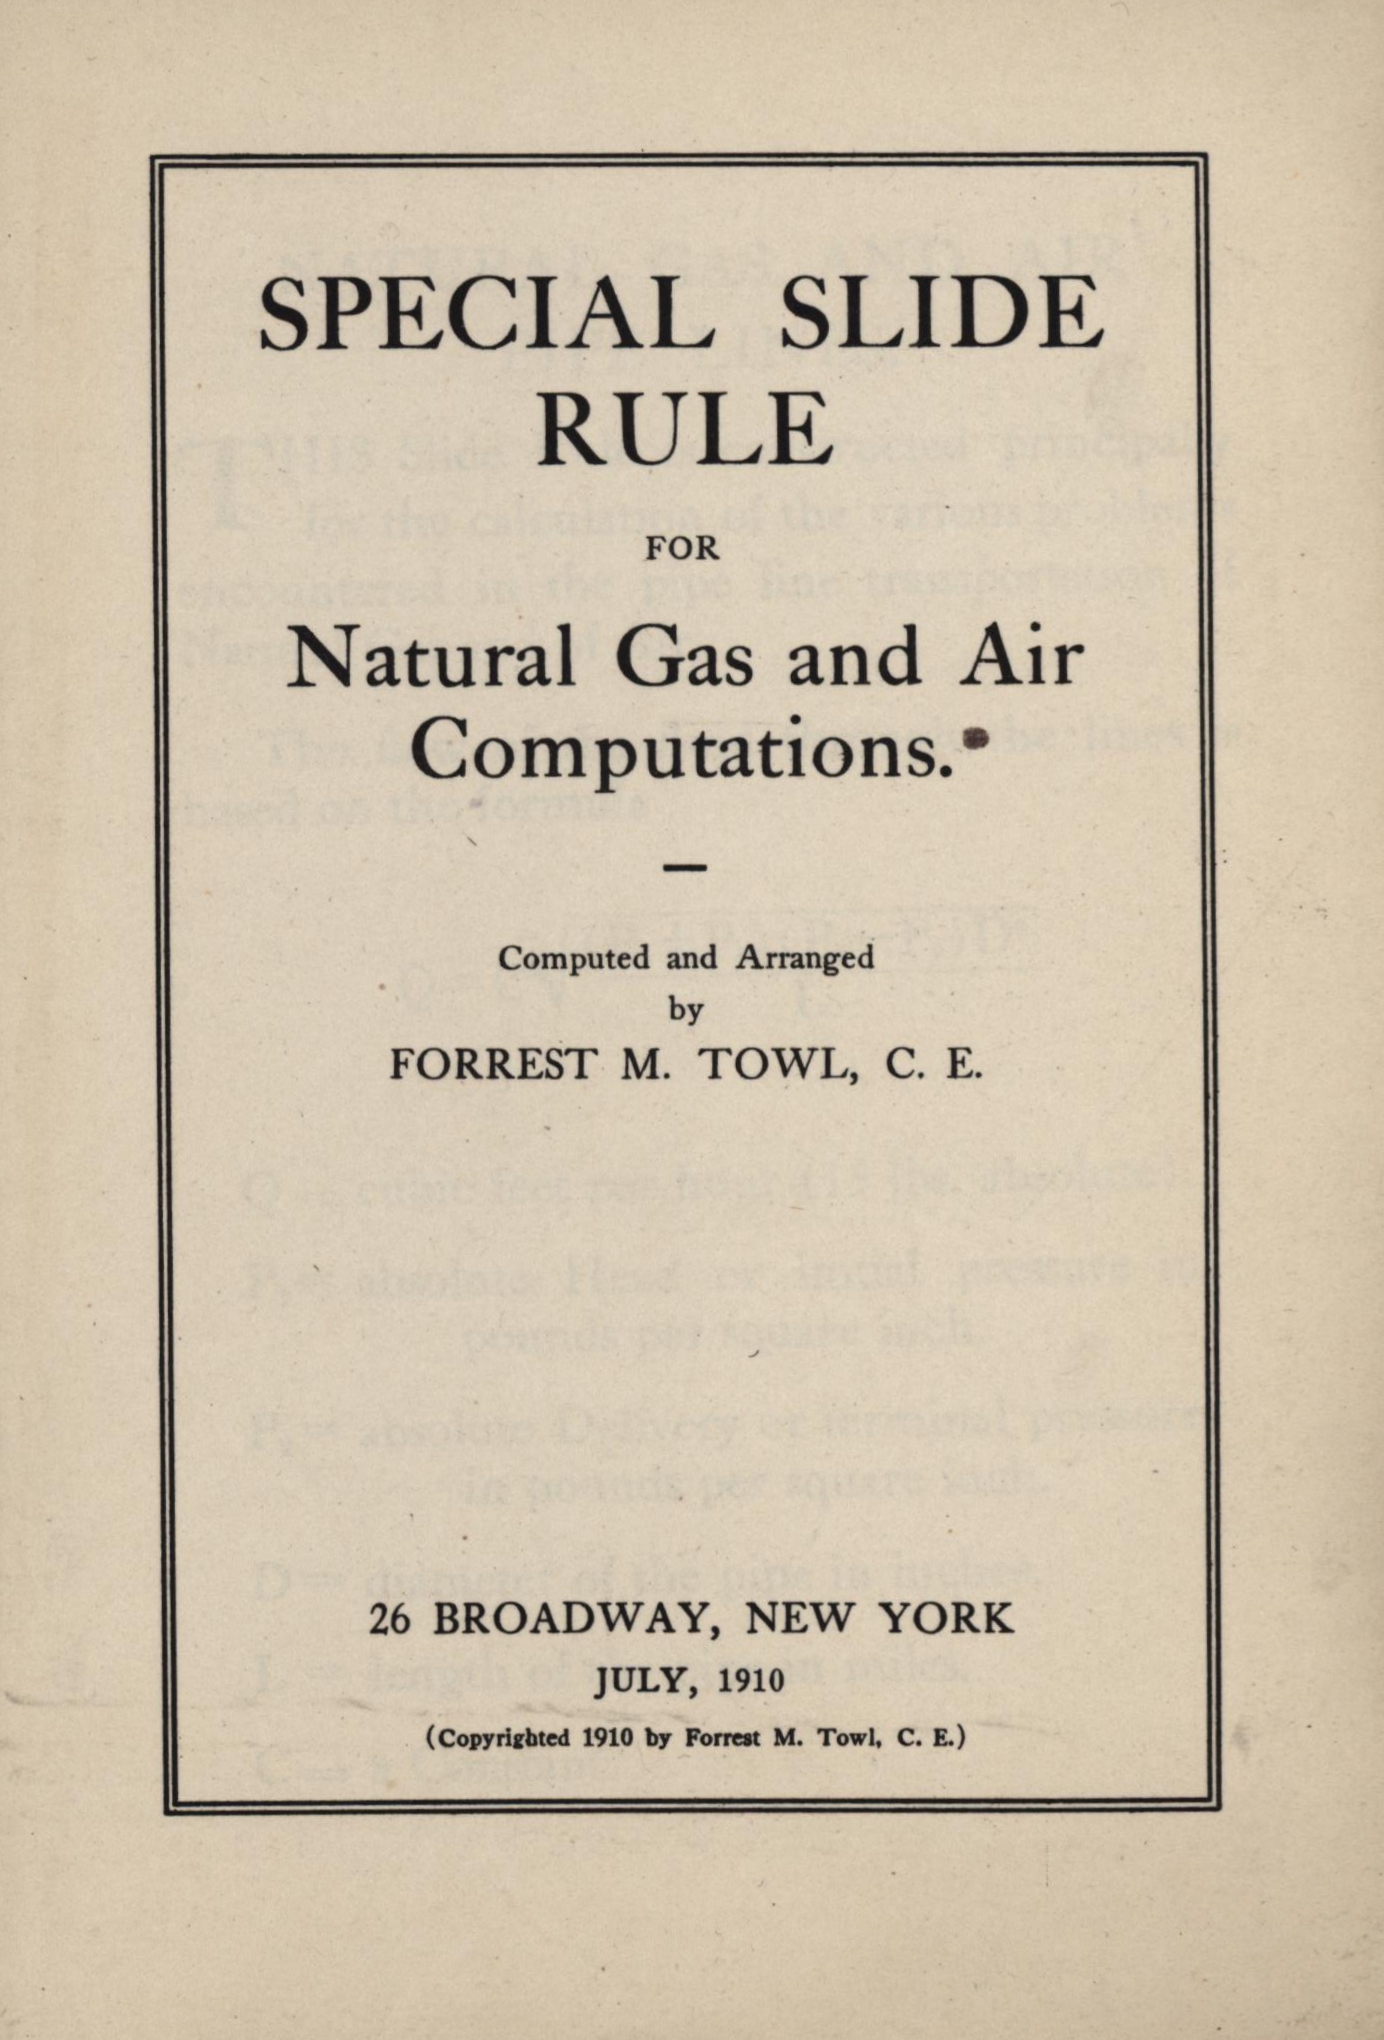 SPECIAL SLIDE
RULE
FOR
Natural Gas and Air
Computations.
Computed and Arranged
by
FORREST M. TOWL, C. E.
26 BROADWAY, NEW YORK
JULY, 1910
(Copyrighted 1910 by Forrest M. Towl, C. E.)